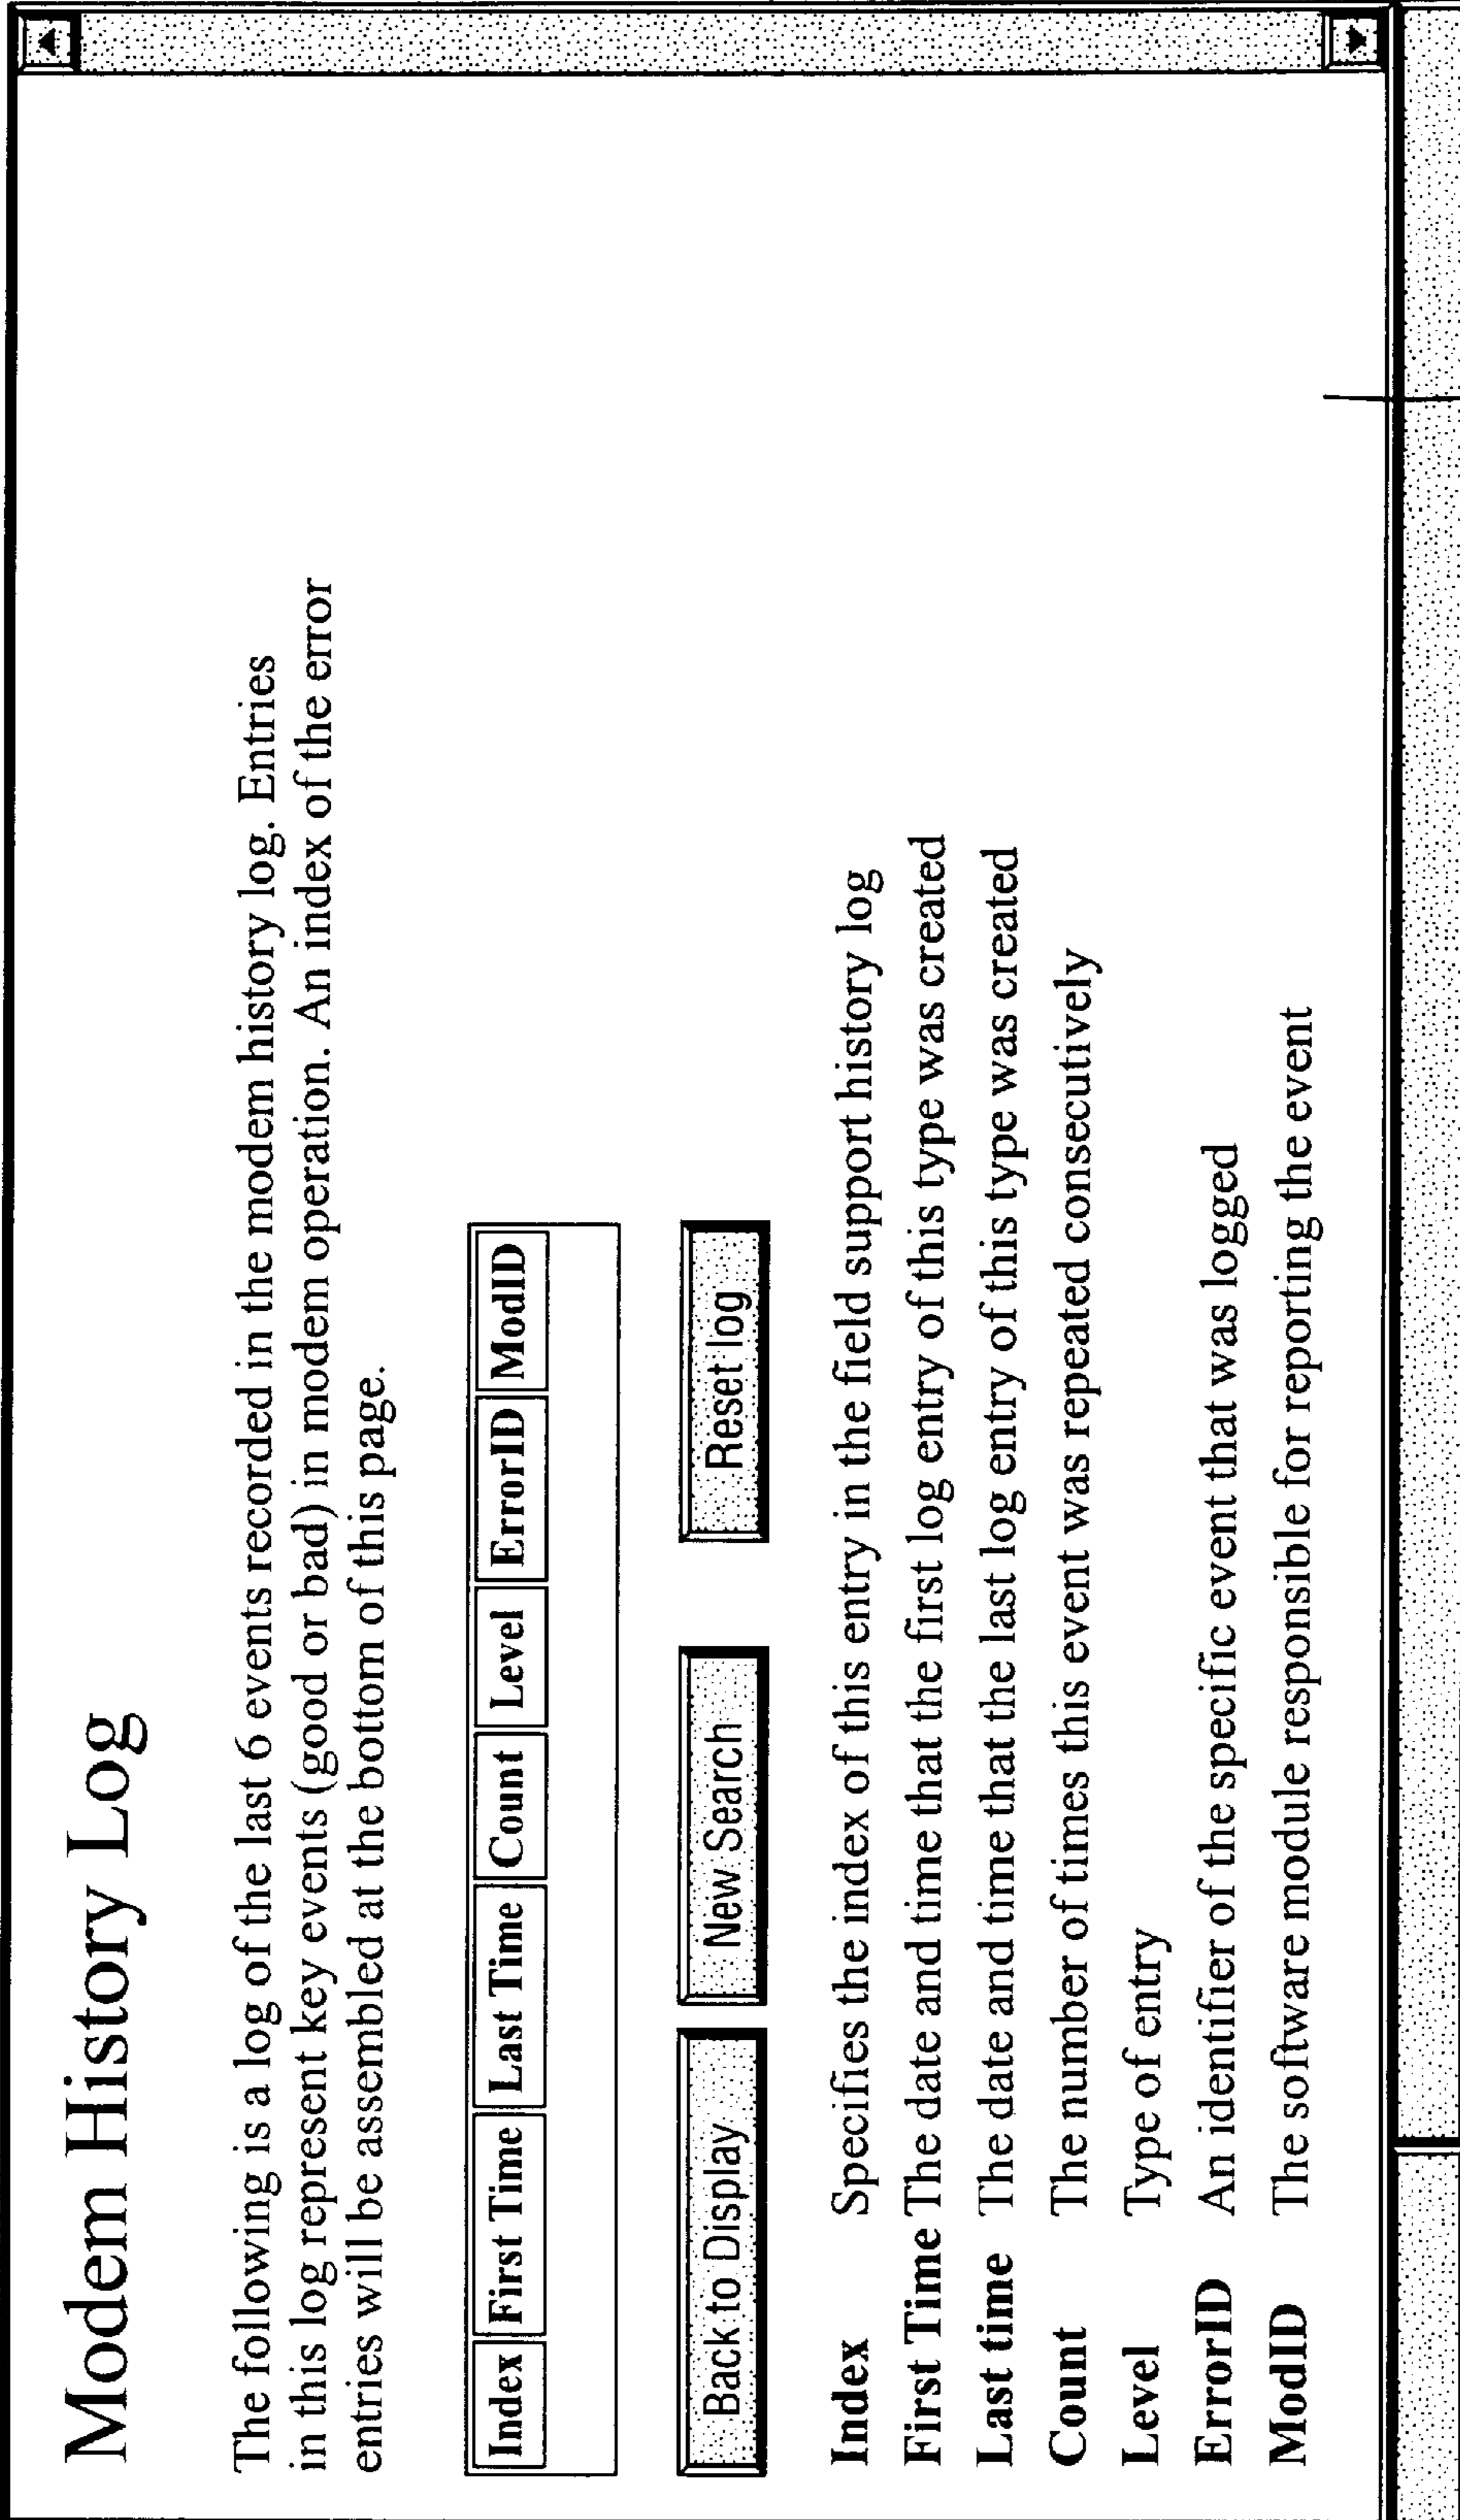 Modem History Log
The following is a log of the last 6 events recorded in the modem history log. Entries
in this log represent key events (good or bad) in modem operation. An index of the error
entries will be assembled at the bottom of this page.
Index First Time Last Time Count Level ErrorID ModID
Back to Display New Search Reset log
Index Specifies the index of this entry in the field support history log
First Time The date and time that the first log entry of this type was created
Last time The date and time that the last log entry of this type was created
Count The number of times this event was repeated consecutively
Level Type of entry
ErrorID An identifier of the specific event that was logged
ModID The software module responsible for reporting the event